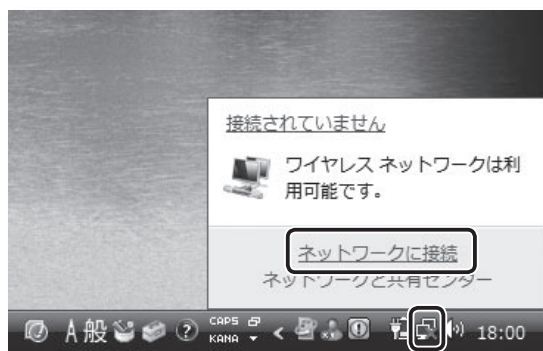 接続されていません
ワイヤレス ネットワークは利
用可能です。
ネットワークに接続
ネットワークと共有センター
A 般 CAPS KANA 18:00